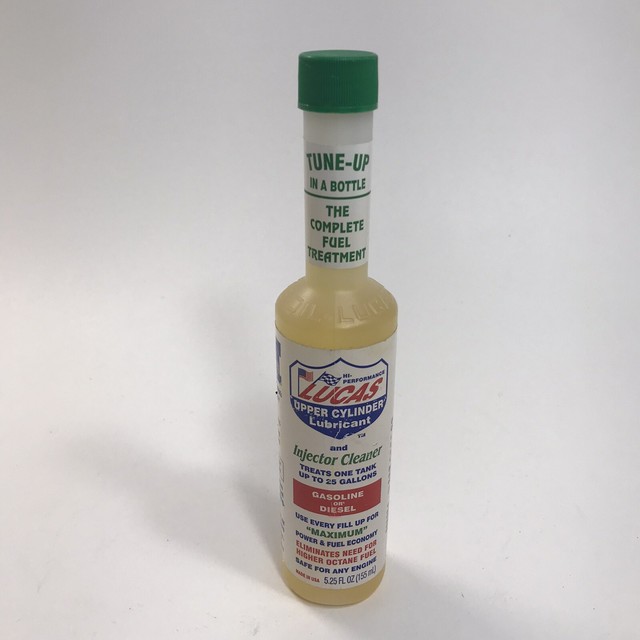 TUNE-UP
IN A BOTTLE
THE
COMPLETE
FUEL
TREATMENT
HI-
PERFORMANCE
LUCAS
UPPER CYLINDER
Lubricant
TM
and
Injector Cleaner
TREATS ONE TANK
UP TO 25 GALLONS
GASOLINE
OR
DIESEL
USE EVERY FILL UP FOR
"MAXIMUM"
POWER & FUEL ECONOMY
ELIMINATES NEED FOR
HIGHER OCTANE FUEL
SAFE FOR ANY ENGINE
MADE IN USA 5.25 FL OZ (155 mL)